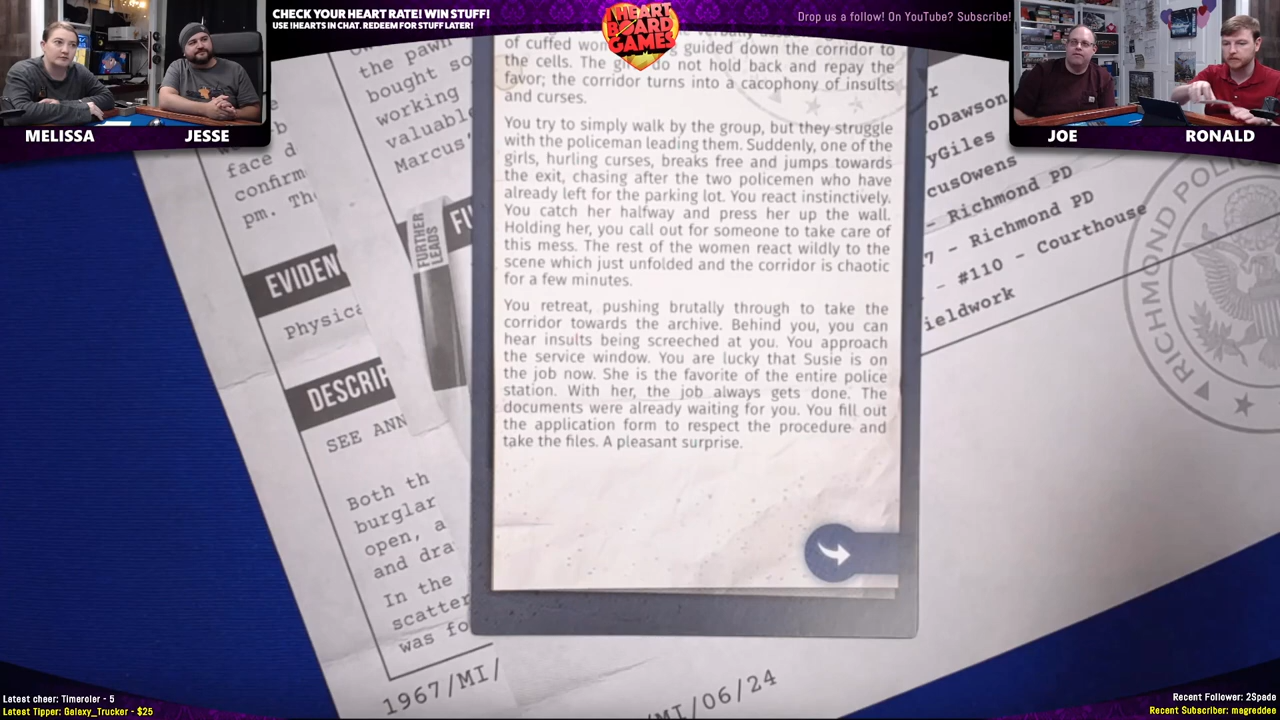 CHECK YOUR HEART RATE! WIN STUFF!
USE !HEARTS IN CHAT. REDEEM FOR STUFF LATER!
I HEART
BOARD
GAMES
Drop us a follow! On YouTube? Subscribe!
MELISSA
JESSE
JOE
RONALD
of cuffed guided down the corridor to
the cells. The do not hold back and repay the
favor; the corridor turns into a cacophony of insults
and curses.
You try to simply walk by the group, but they struggle
with the policeman leading them. Suddenly, one of the
girls, hurling curses, breaks free and jumps towards
the exit, chasing after the two policemen who have
already left for the parking lot. You react instinctively.
You catch her halfway and press her up the wall.
Holding her, you call out for someone to take care of
this mess. The rest of the women react wildly to the
scene which just unfolded and the corridor is chaotic
for a few minutes.
You retreat, pushing brutally through to take the
corridor towards the archive. Behind you, you can
hear insults being screeched at you. You approach
the service window. You are lucky that Susie is on
the job now. She is the favorite of the entire police
station. With her, the job always gets done. The
documents were already waiting for you. You fill out
the application form to respect the procedure and
take the files. A pleasant surprise.
the pawn
bought so
working
valuable
Marcus'
FURTHER
LEADS
FU
face d
confirm
pm. Th
EVIDEN
Physica
DESCRIP
SEE ANN
Both th
burglar
open, a
and dra
In the
scatter
was fo
1967/MI/
/MI/06/24
oDawson
yGiles
cusOwens
- Richmond PD
7 - Richmond PD
- #110 - Courthouse
ieldwork
RICHMOND POLI
Latest cheer: Timeroler - 5
Latest Tipper: Galaxy_Trucker - $25
Recent Follower: 2Spade
Recent Subscriber: magreddee